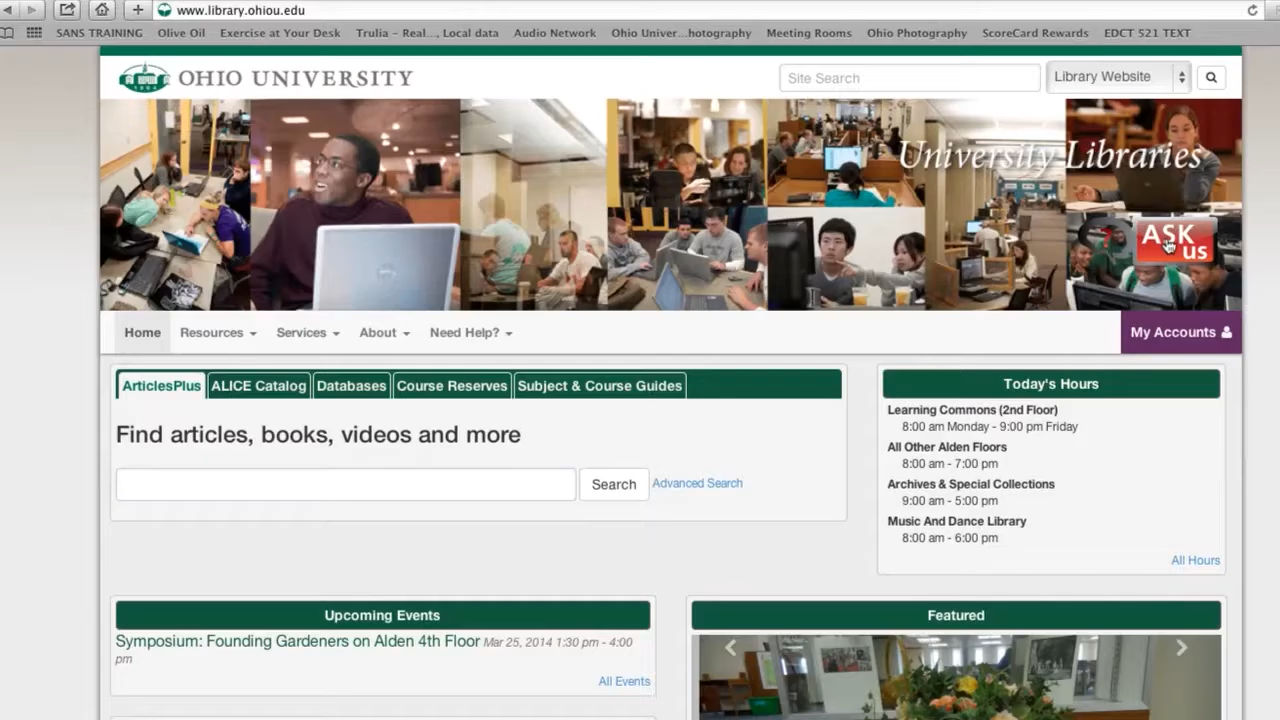 www.library.ohiou.edu
SANS TRAINING Olive Oil Exercise at Your Desk Trulia – Real..., Local data Audio Network Ohio Univer...hotography Meeting Rooms Ohio Photography ScoreCard Rewards EDCT 521 TEXT
OHIO UNIVERSITY
1804
Site Search
Library Website
University Libraries
? ASK
us
Home Resources Services About Need Help?
My Accounts
ArticlesPlus ALICE Catalog Databases Course Reserves Subject & Course Guides
Find articles, books, videos and more
Search Advanced Search
Today's Hours
Learning Commons (2nd Floor)
8:00 am Monday - 9:00 pm Friday
All Other Alden Floors
8:00 am - 7:00 pm
Archives & Special Collections
9:00 am - 5:00 pm
Music And Dance Library
8:00 am - 6:00 pm
All Hours
Upcoming Events
Symposium: Founding Gardeners on Alden 4th Floor Mar 25, 2014 1:30 pm - 4:00
pm
All Events
Featured